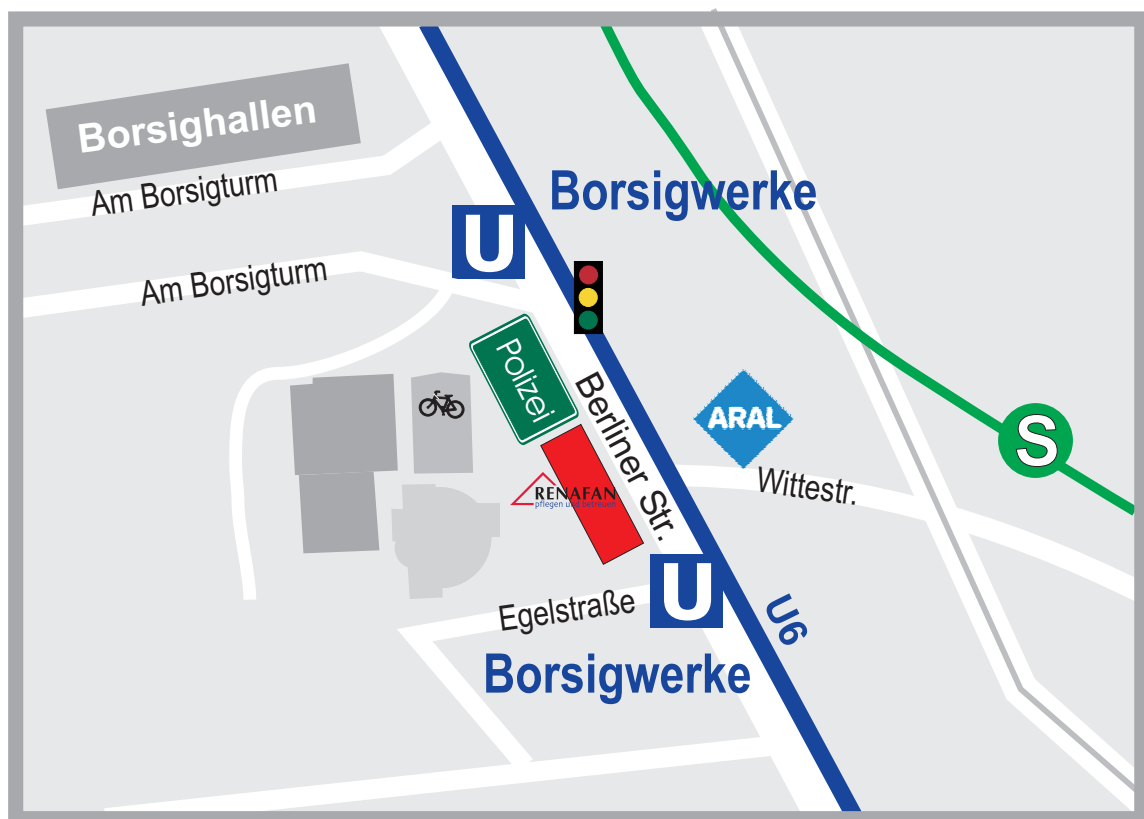 Borsighallen
Am Borsigturm
Borsigwerke
U
Am Borsigturm
Polizei
Berliner Str.
ARAL
S
Wittestr.
RENAFAN
pflegen und betreuen
Egelstraße
U
U6
Borsigwerke